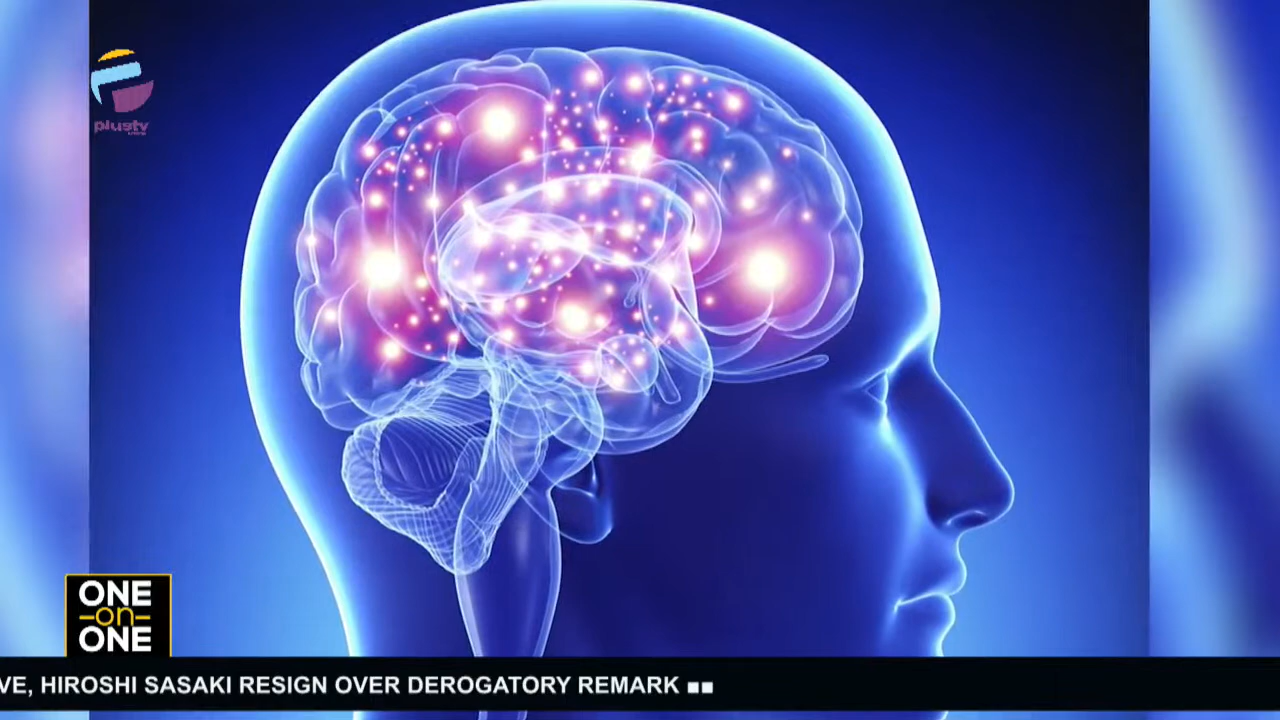 plustv
ONE
on
ONE
VE, HIROSHI SASAKI RESIGN OVER DEROGATORY REMARK